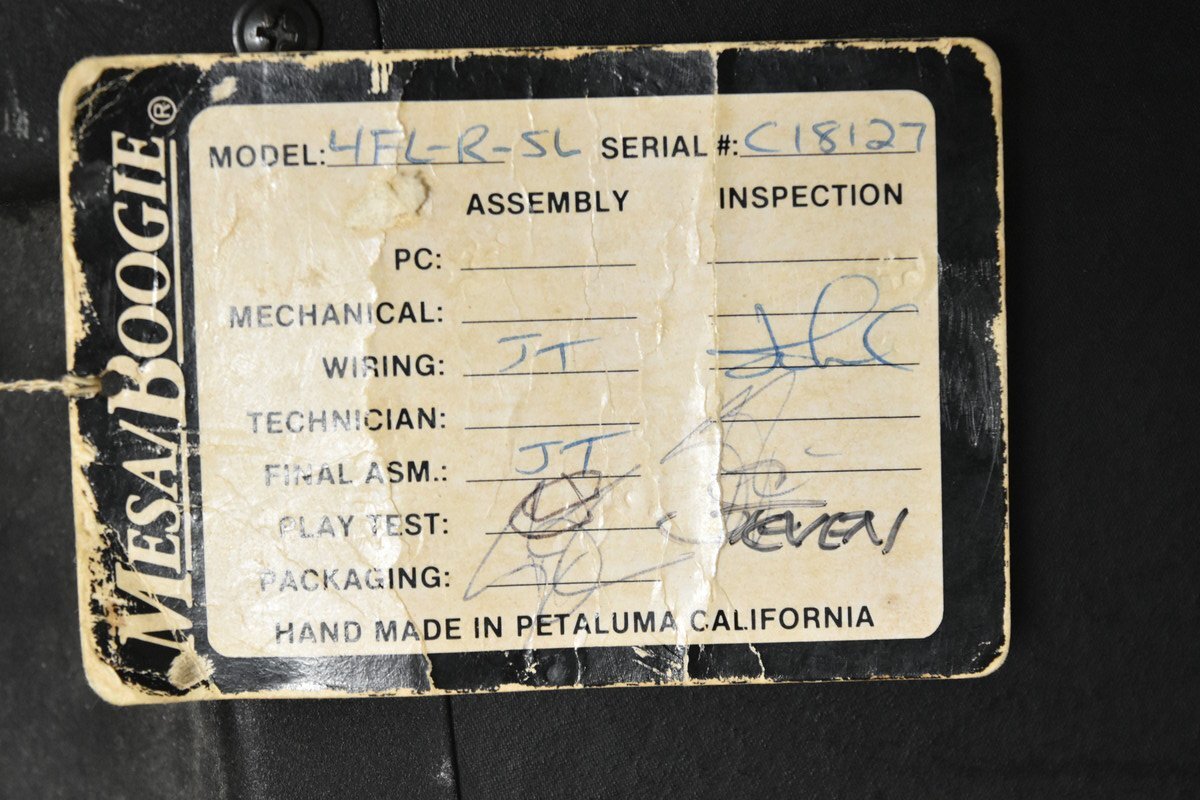 MESA/BOOGIE®
MODEL: 4FL-R-SL SERIAL #: C18127
ASSEMBLY INSPECTION
PC:
MECHANICAL:
WIRING: JT
TECHNICIAN:
FINAL ASM.: JT
PLAY TEST: STEVEN
PACKAGING:
HAND MADE IN PETALUMA CALIFORNIA